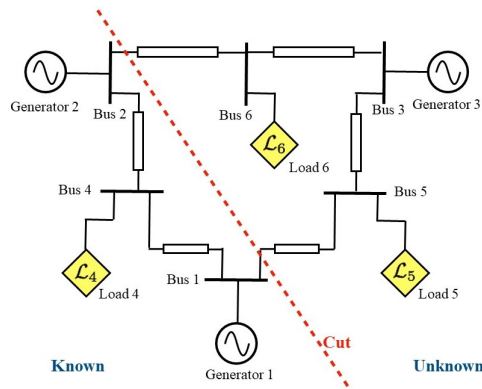 Generator 2
Bus 2
Bus 6
Bus 3
Generator 3
ℒ6
Load 6
Bus 4
Bus 5
ℒ4
Load 4
Bus 1
ℒ5
Load 5
Cut
Known
Generator 1
Unknown